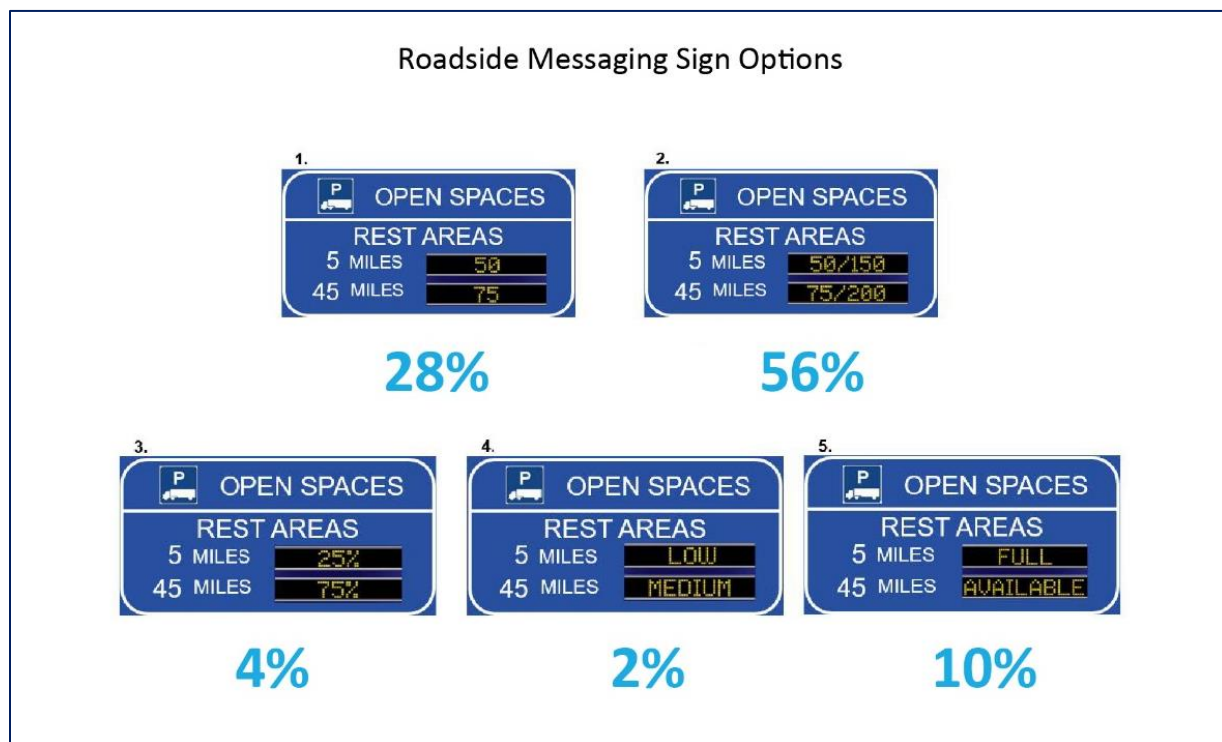 Roadside Messaging Sign Options
1.
P OPEN SPACES
REST AREAS
5 MILES 50
45 MILES 75
28%
2.
P OPEN SPACES
REST AREAS
5 MILES 50/150
45 MILES 75/200
56%
3.
P OPEN SPACES
REST AREAS
5 MILES 25%
45 MILES 75%
4%
4.
P OPEN SPACES
REST AREAS
5 MILES LOW
45 MILES MEDIUM
2%
5.
P OPEN SPACES
REST AREAS
5 MILES FULL
45 MILES AVAILABLE
10%